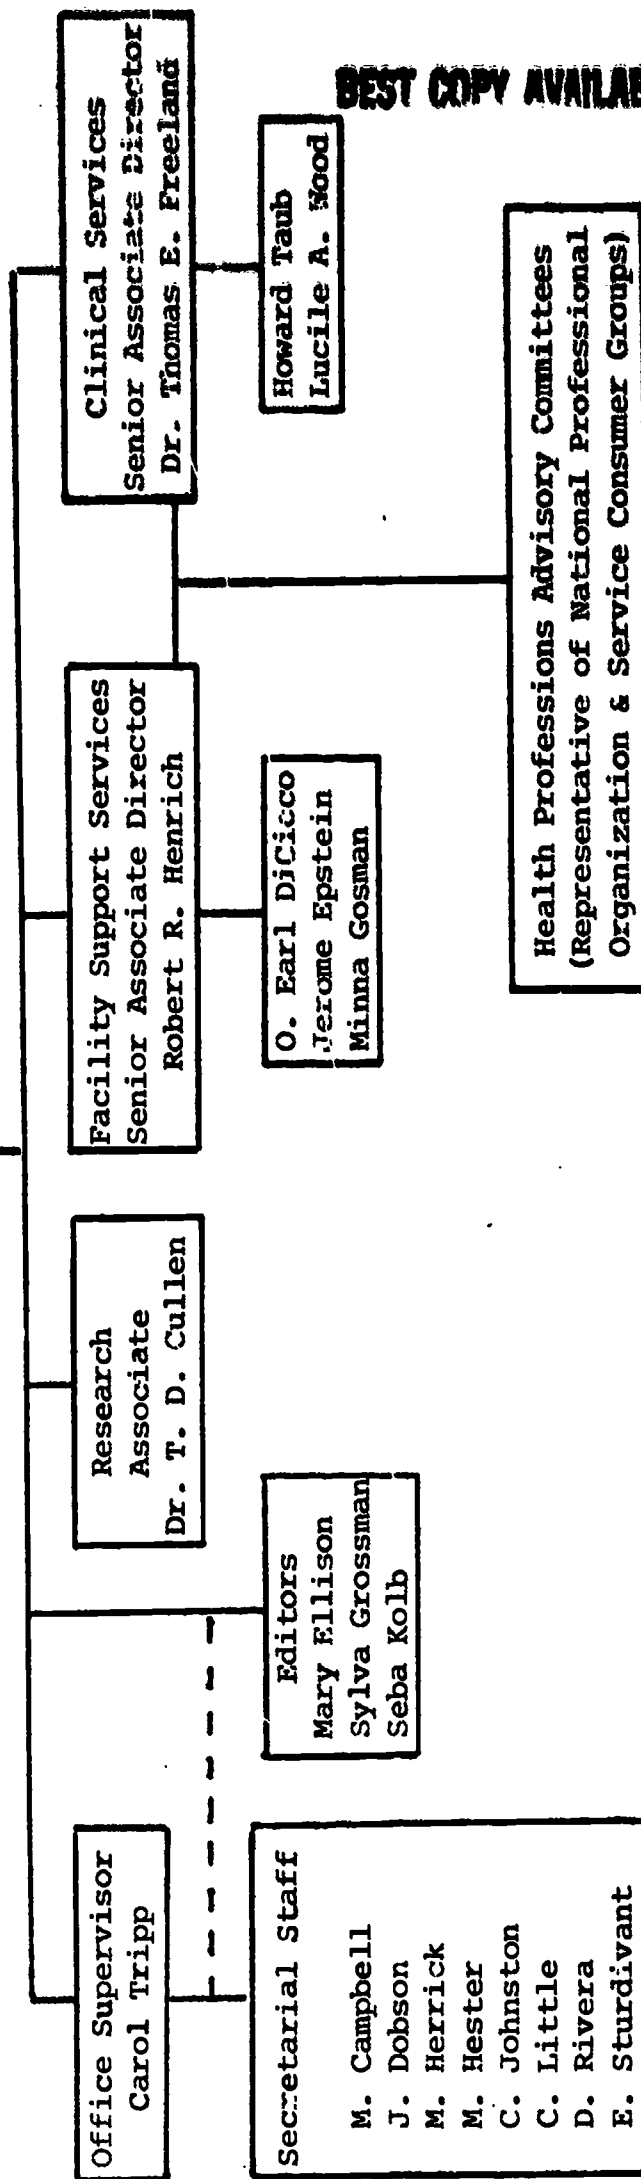 Office Supervisor
Carol Tripp
Secretarial Staff
M. Campbell
J. Dobson
M. Herrick
M. Hester
C. Johnston
C. Little
D. Rivera
E. Sturdivant
Editors
Mary Ellison
Sylva Grossman
Seba Kolb
Research
Associate
Dr. T. D. Cullen
Facility Support Services
Senior Associate Director
Robert R. Henrich
O. Earl DiCicco
Jerome Epstein
Minna Gosman
Clinical Services
Senior Associate Director
Dr. Thomas E. Freeland
Howard Taub
Lucile A. Wood
Health Professions Advisory Committees
(Representative of National Professional
Organization & Service Consumer Groups)
BEST COPY AVAILAB